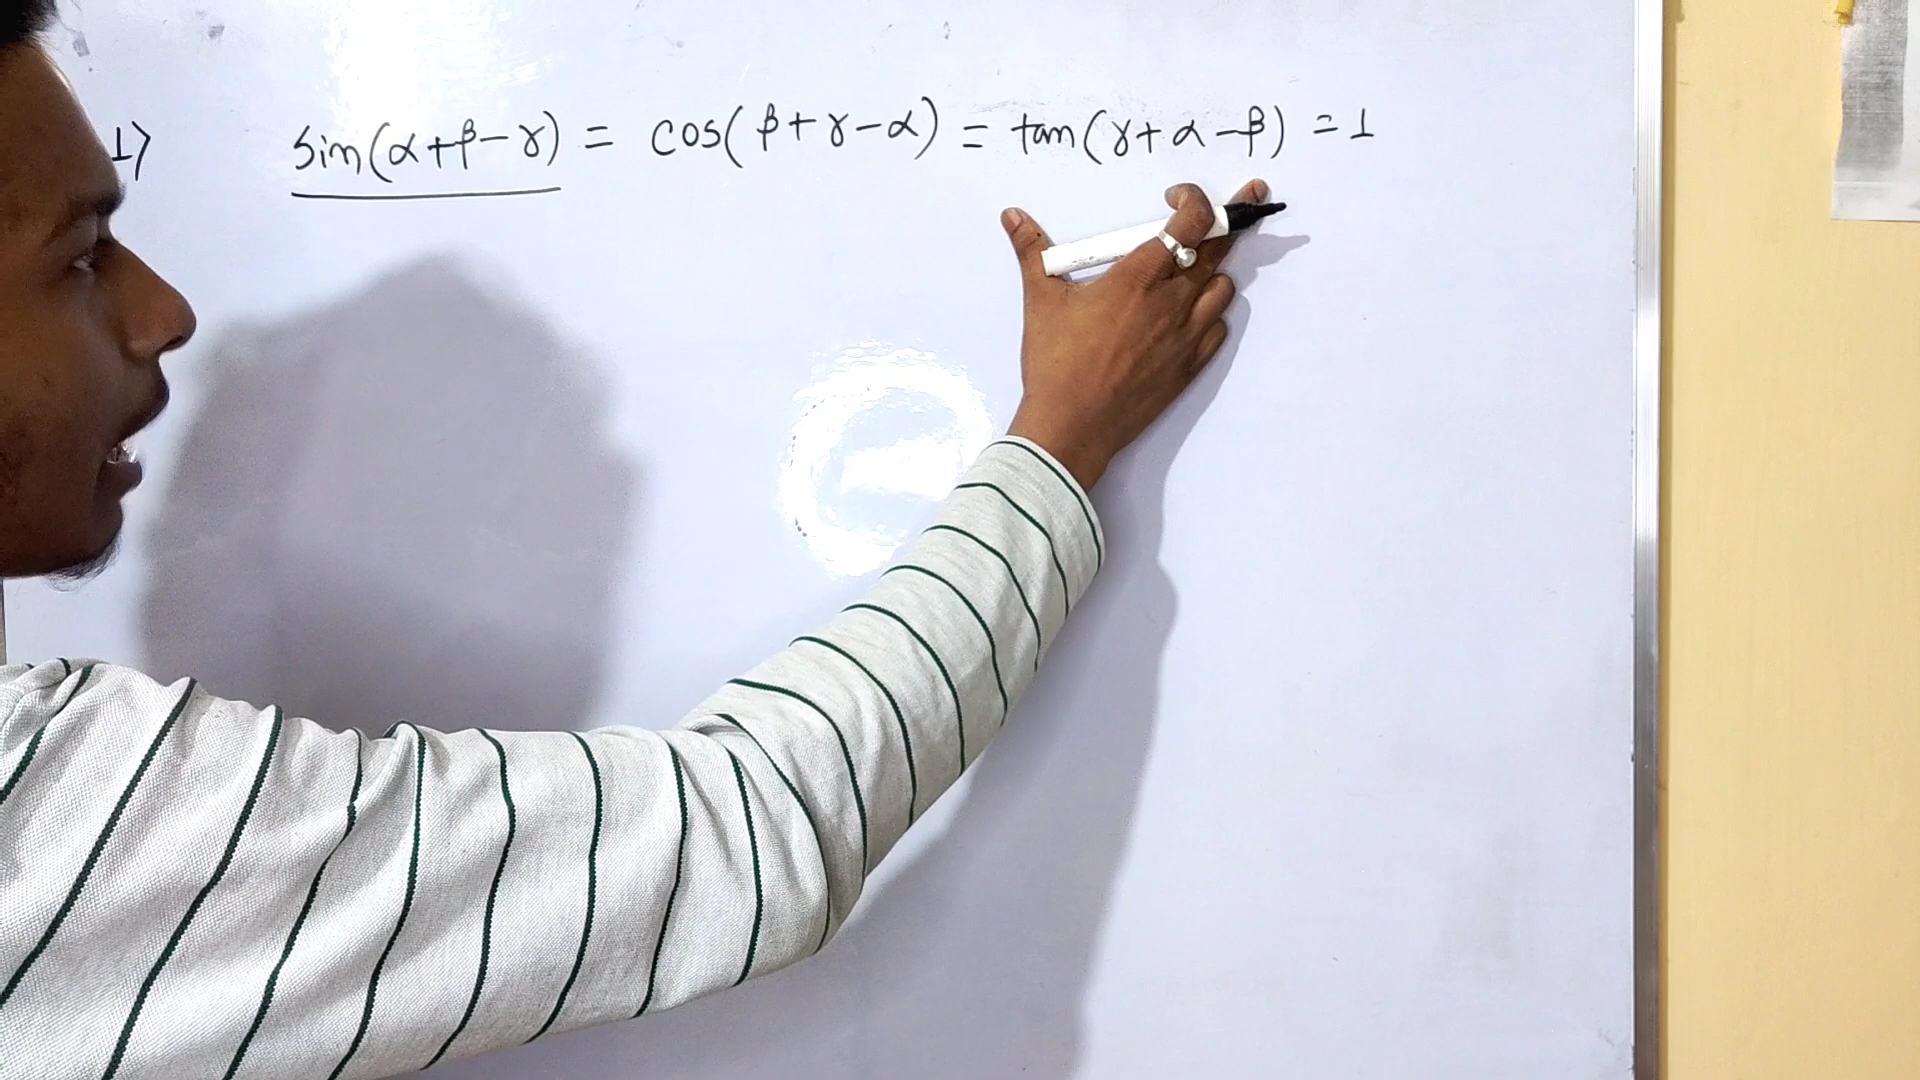 1) sin(α+β-γ) = cos(β+γ-α) = tan(γ+α-β) = 1